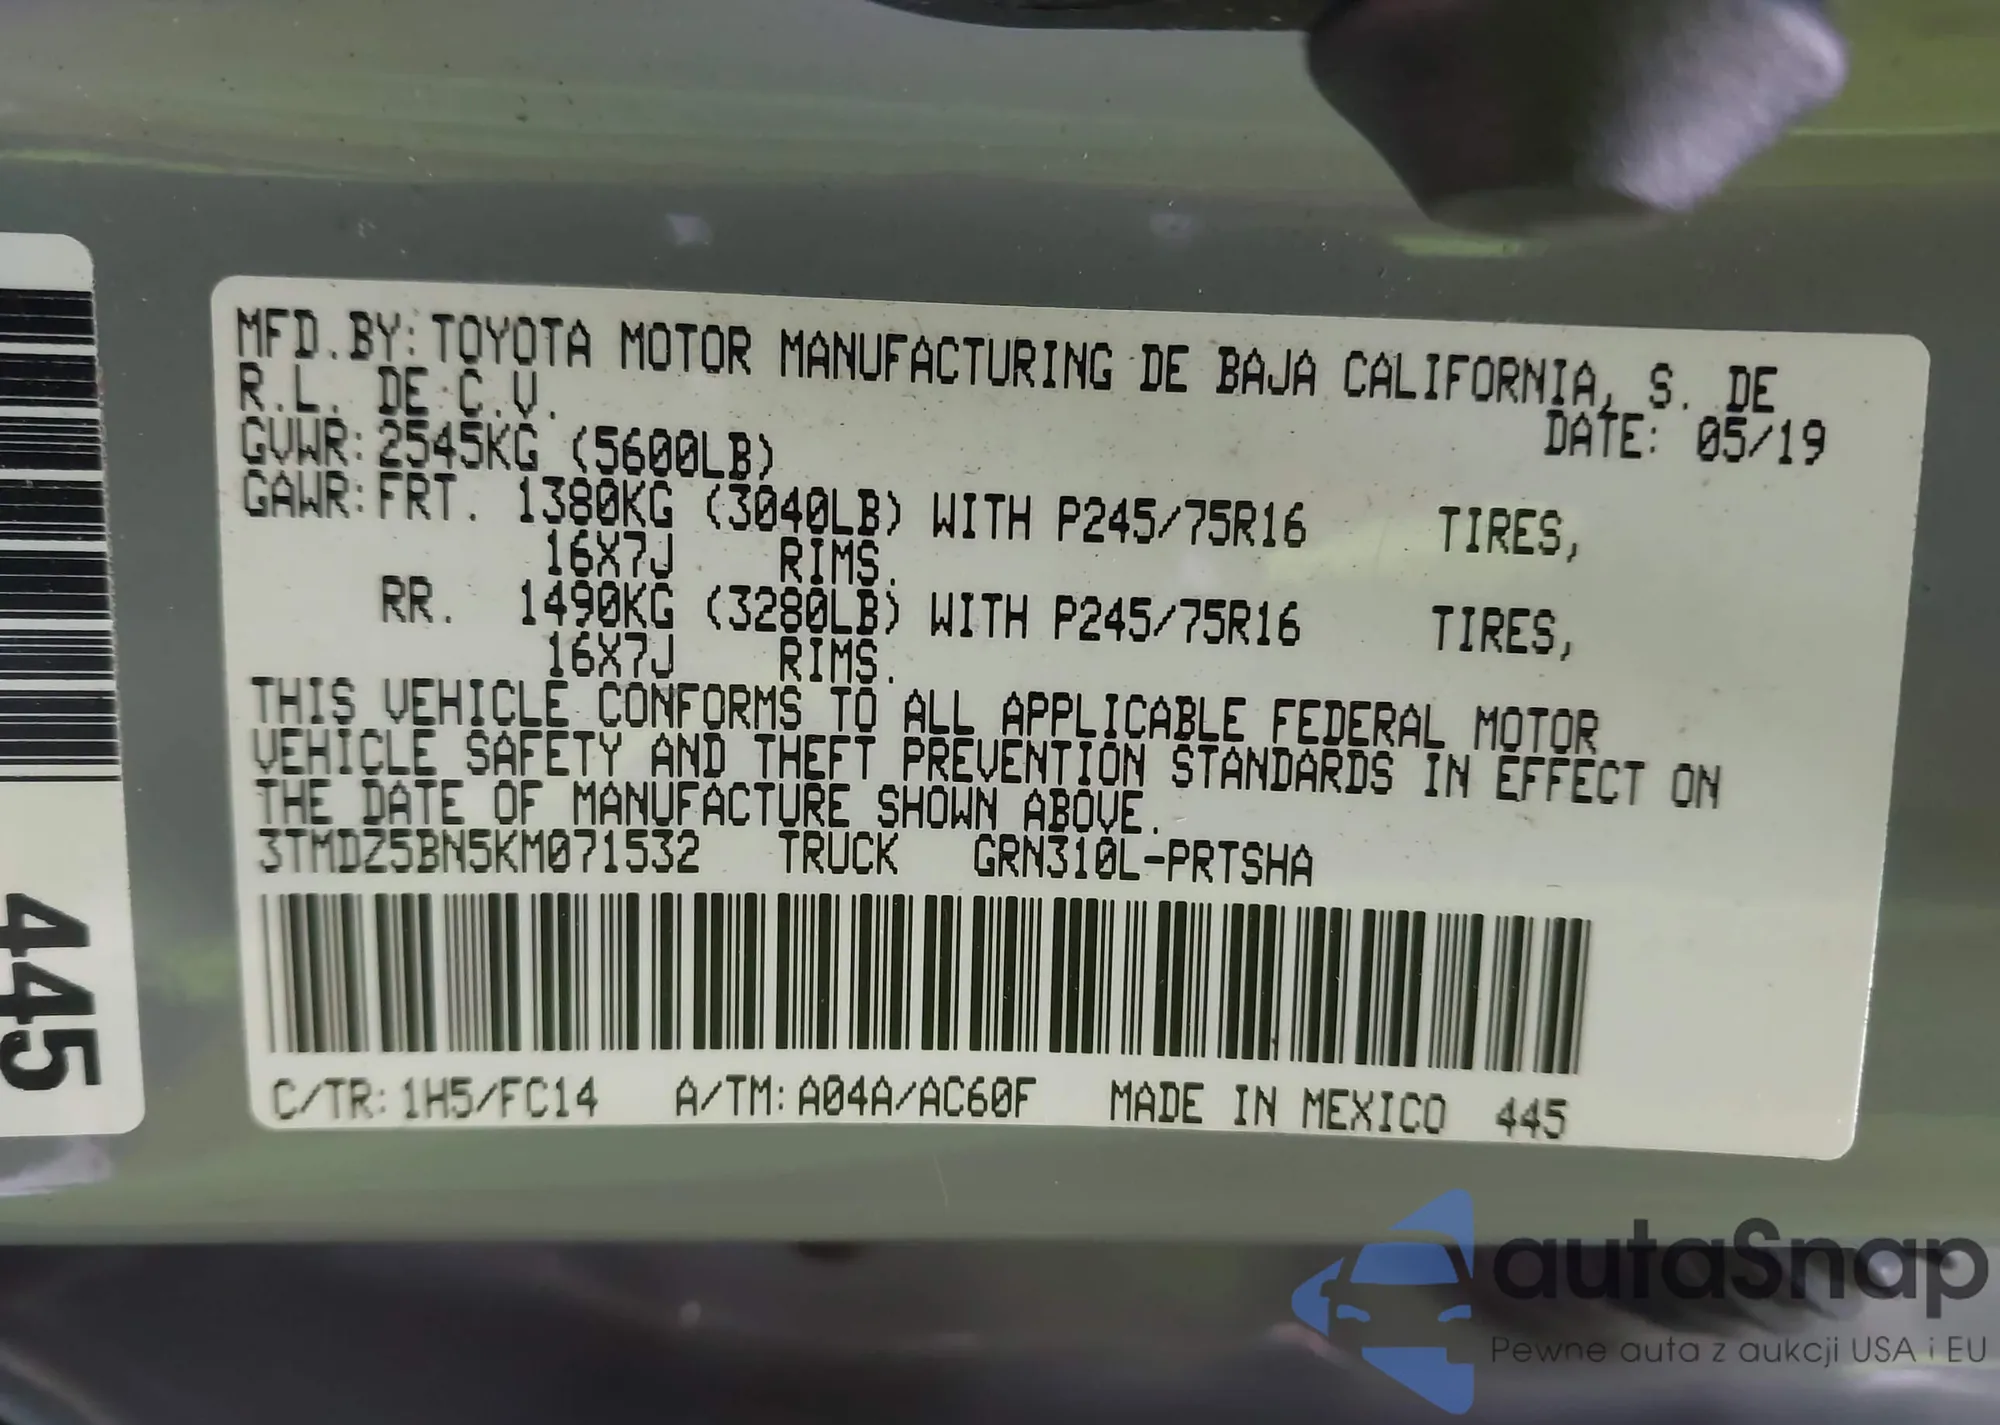 MFD.BY:TOYOTA MOTOR MANUFACTURING DE BAJA CALIFORNIA, S. DE
R.L. DE C.V.
DATE: 05/19
GVWR:2545KG (5600LB)
GAWR:FRT. 1380KG (3040LB) WITH P245/75R16 TIRES,
16X7J RIMS.
RR. 1490KG (3280LB) WITH P245/75R16 TIRES,
16X7J RIMS.
THIS VEHICLE CONFORMS TO ALL APPLICABLE FEDERAL MOTOR
VEHICLE SAFETY AND THEFT PREVENTION STANDARDS IN EFFECT ON
THE DATE OF MANUFACTURE SHOWN ABOVE.
3TMDZ5BN5KM071532 TRUCK GRN310L-PRTSHA
C/TR:1H5/FC14 A/TM:A04A/AC60F MADE IN MEXICO 445
445
autaSnap
Pewne auta z aukcji USA i EU